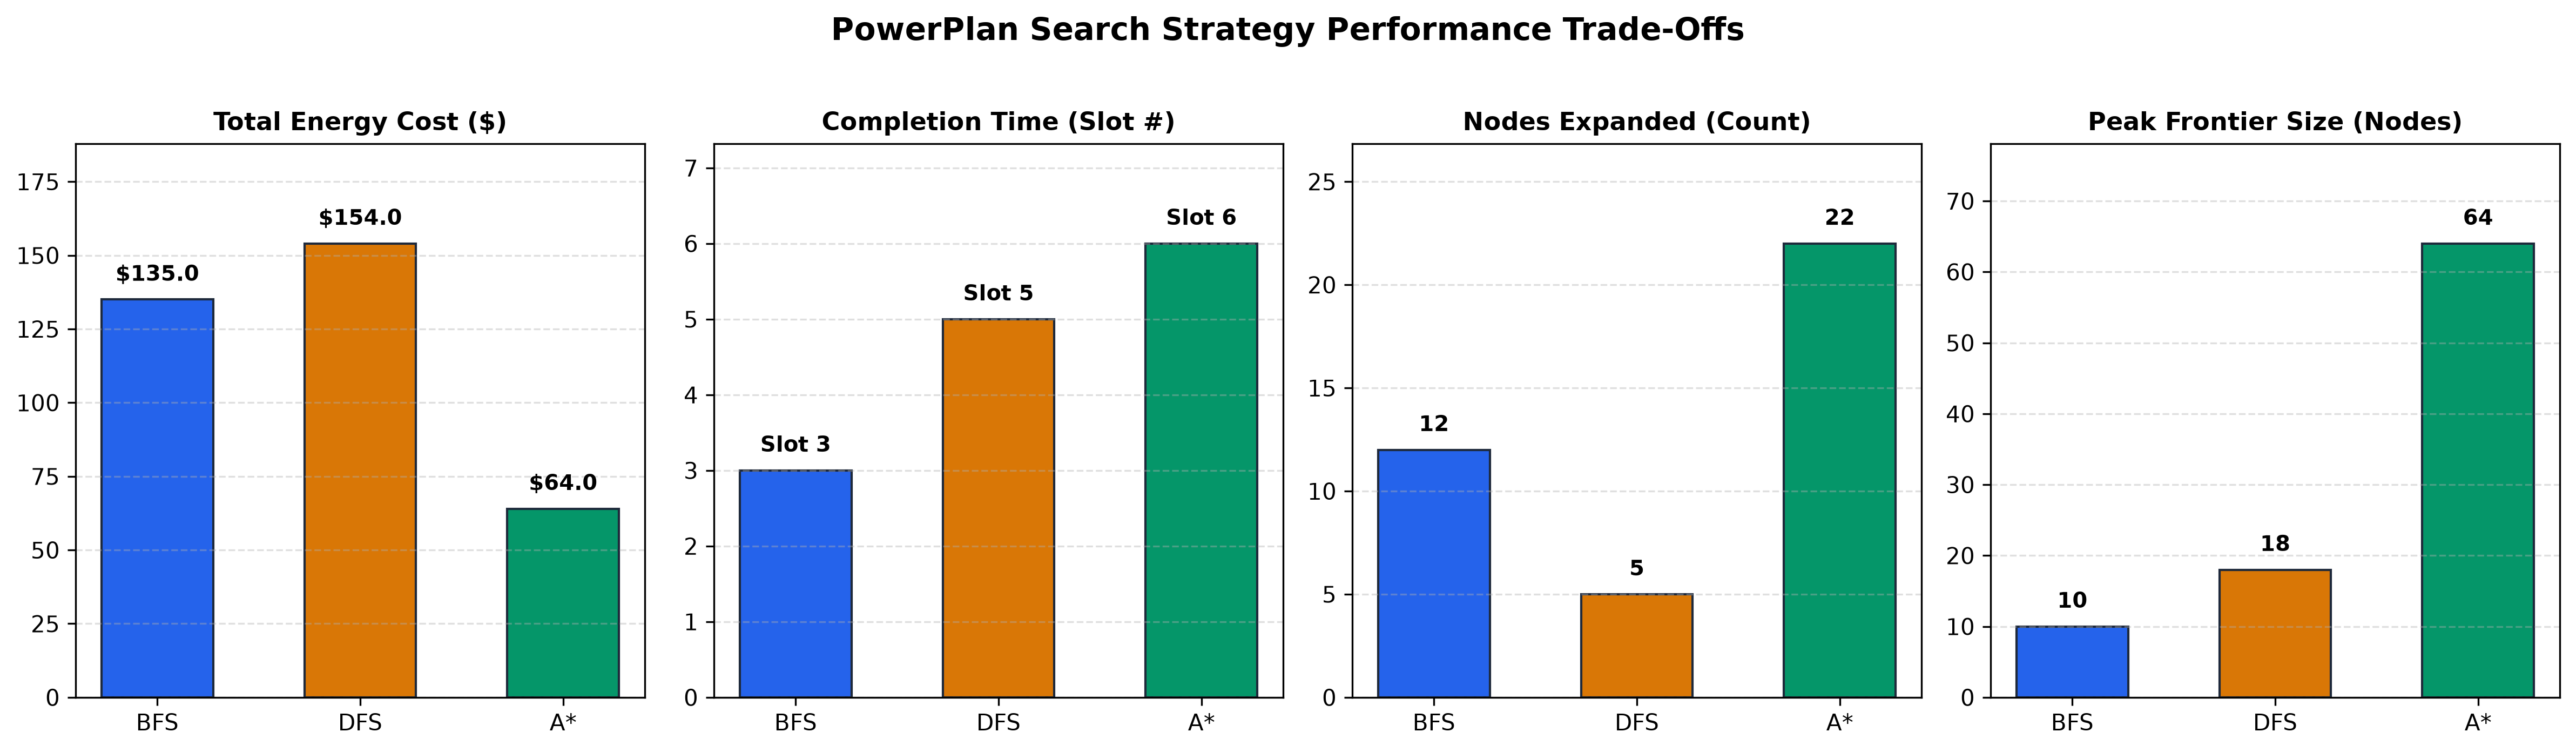 PowerPlan Search Strategy Performance Trade-Offs
Total Energy Cost ($)
175
150
125
100
75
50
25
0
$135.0
$154.0
$64.0
BFS
DFS
A*
Completion Time (Slot #)
7
6
5
4
3
2
1
0
Slot 3
Slot 5
Slot 6
BFS
DFS
A*
Nodes Expanded (Count)
25
20
15
10
5
0
12
5
22
BFS
DFS
A*
Peak Frontier Size (Nodes)
70
60
50
40
30
20
10
0
10
18
64
BFS
DFS
A*